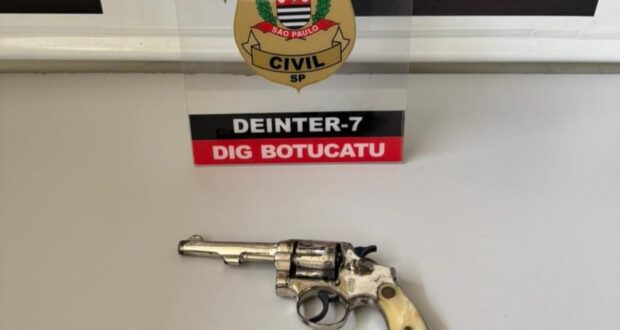 SÃO PAULO
CIVIL
SP
DEINTER-7
DIG BOTUCATU